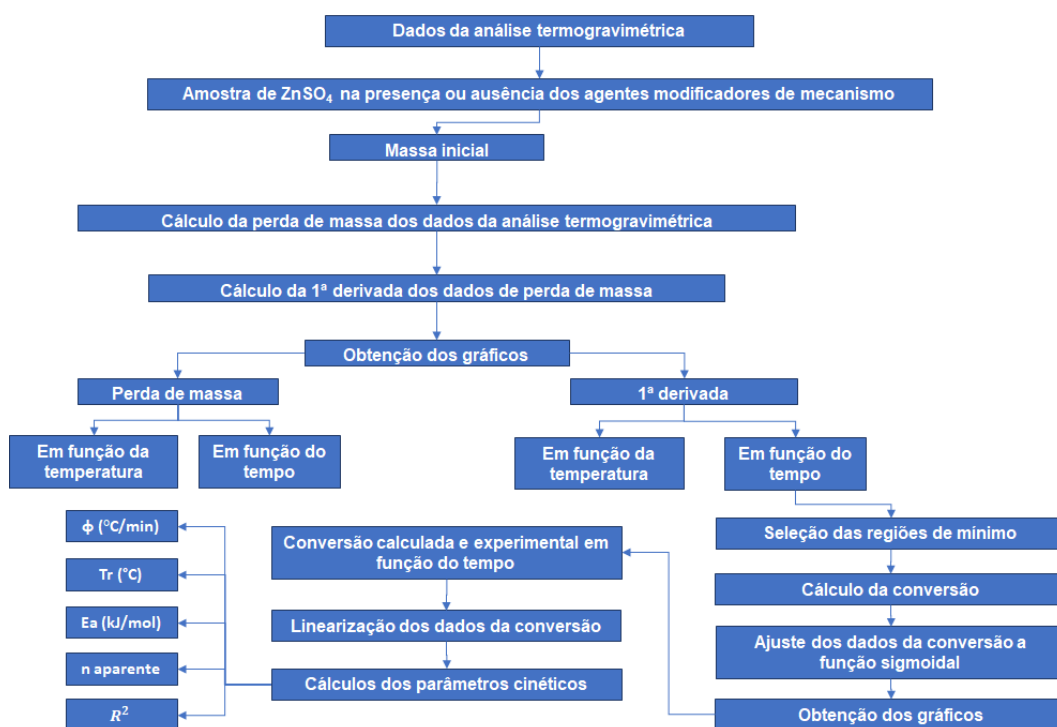 Dados da análise termogravimétrica
Amostra de ZnSO₄ na presença ou ausência dos agentes modificadores de mecanismo
Massa inicial
Cálculo da perda de massa dos dados da análise termogravimétrica
Cálculo da 1ª derivada dos dados de perda de massa
Obtenção dos gráficos
Perda de massa
1ª derivada
Em função da
temperatura
Em função do
tempo
Em função da
temperatura
Em função do
tempo
Seleção das regiões de mínimo
Cálculo da conversão
Ajuste dos dados da conversão a
função sigmoidal
Obtenção dos gráficos
Conversão calculada e experimental em
função do tempo
Linearização dos dados da conversão
Cálculos dos parâmetros cinéticos
ϕ (°C/min)
Tr (°C)
Ea (kJ/mol)
n aparente
R²